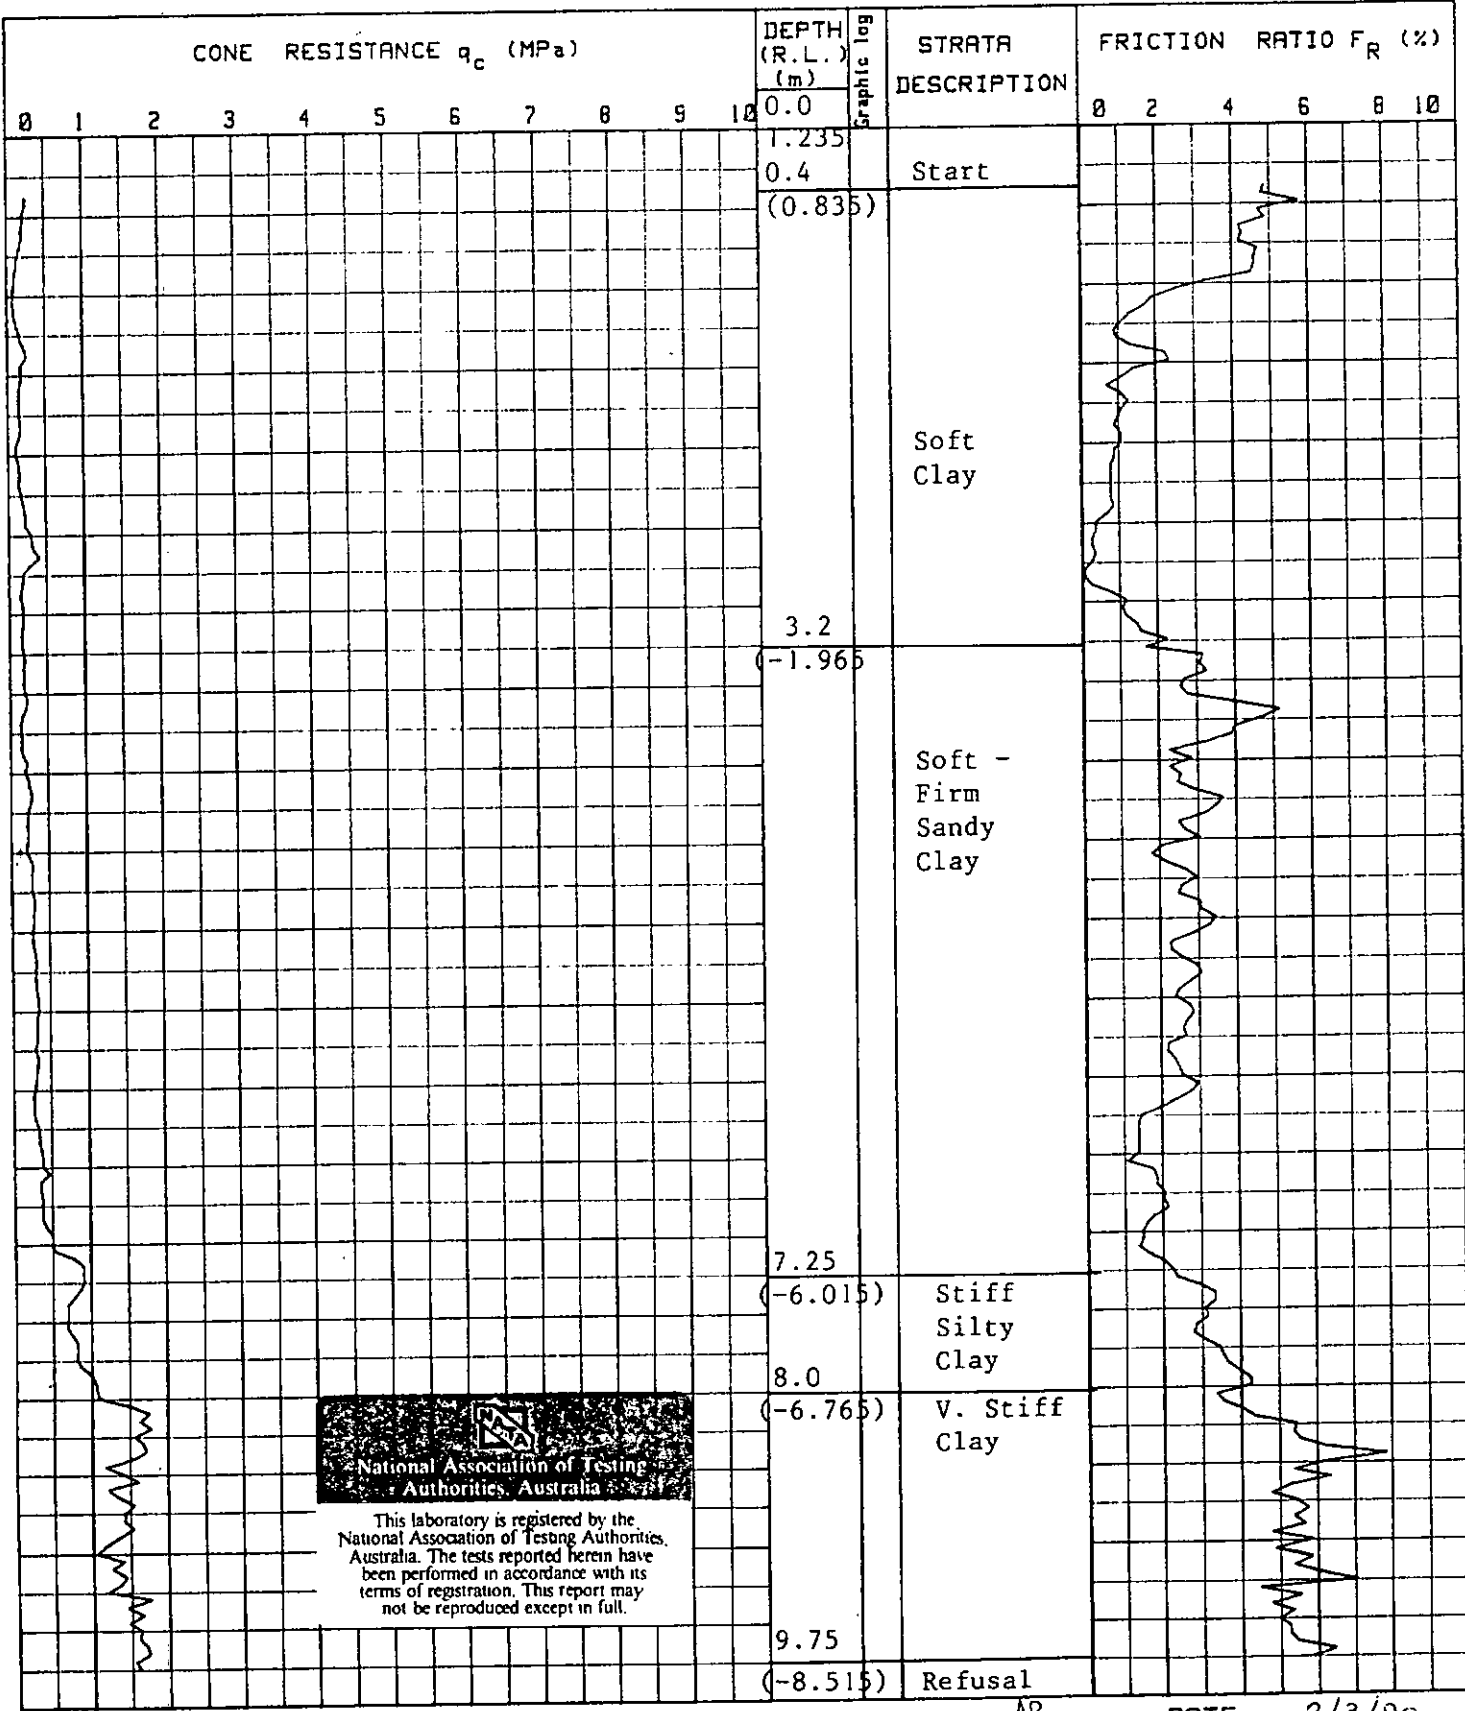 CONE RESISTANCE qc (MPa)
0 1 2 3 4 5 6 7 8 9 10
DEPTH
(R.L.)
(m)
0.0
Graphic log
STRATA
DESCRIPTION
FRICTION RATIO FR (%)
0 2 4 6 8 10
1.235
0.4
Start
(0.835)
Soft
Clay
3.2
(-1.965
Soft -
Firm
Sandy
Clay
7.25
(-6.015)
Stiff
Silty
Clay
8.0
(-6.765)
V. Stiff
Clay
9.75
(-8.515)
Refusal
NATA
National Association of Testing
Authorities, Australia
This laboratory is registered by the
National Association of Testing Authorities,
Australia. The tests reported herein have
been performed in accordance with its
terms of registration. This report may
not be reproduced except in full.